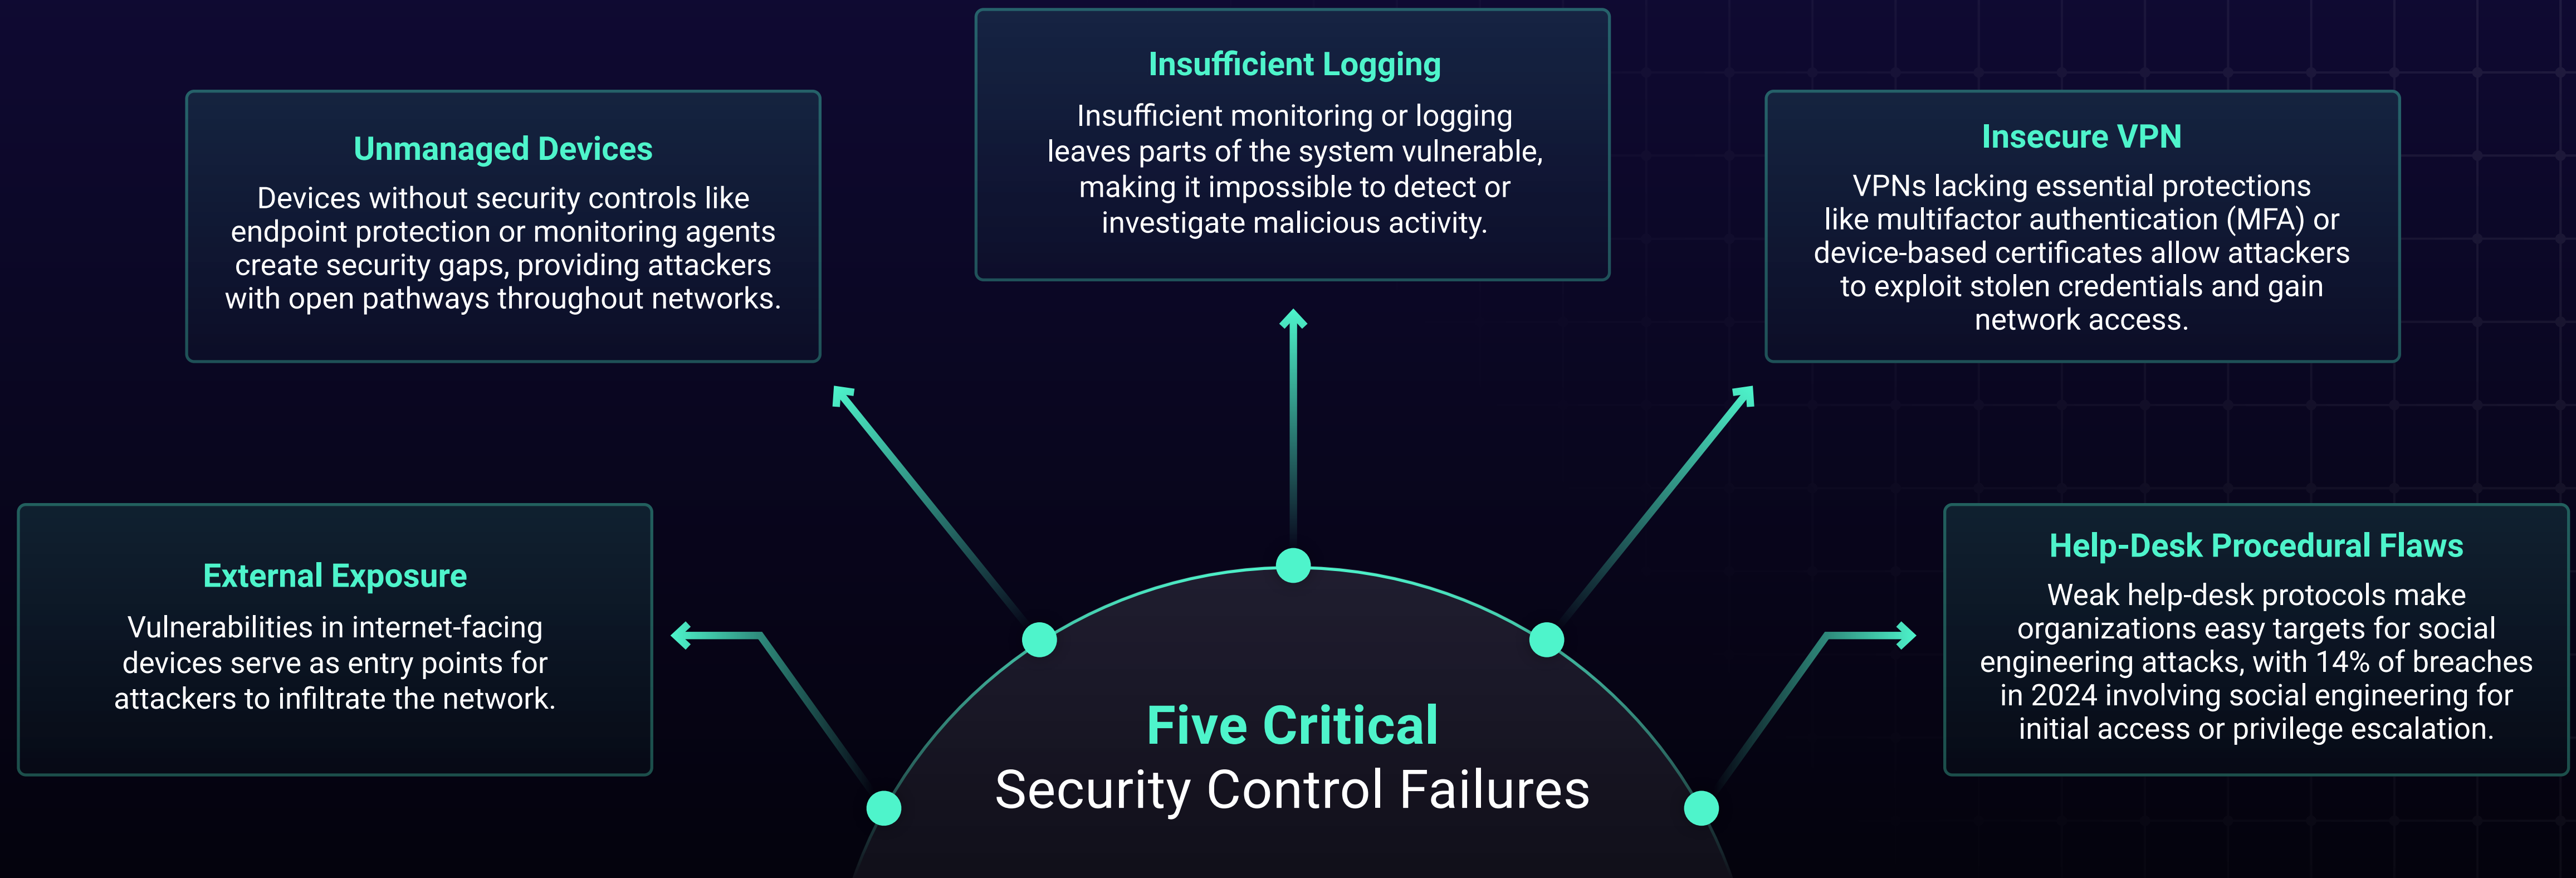 External Exposure
Vulnerabilities in internet-facing
devices serve as entry points for
attackers to infiltrate the network.
Unmanaged Devices
Devices without security controls like
endpoint protection or monitoring agents
create security gaps, providing attackers
with open pathways throughout networks.
Insufficient Logging
Insufficient monitoring or logging
leaves parts of the system vulnerable,
making it impossible to detect or
investigate malicious activity.
Insecure VPN
VPNs lacking essential protections
like multifactor authentication (MFA) or
device-based certificates allow attackers
to exploit stolen credentials and gain
network access.
Help-Desk Procedural Flaws
Weak help-desk protocols make
organizations easy targets for social
engineering attacks, with 14% of breaches
in 2024 involving social engineering for
initial access or privilege escalation.
Five Critical
Security Control Failures